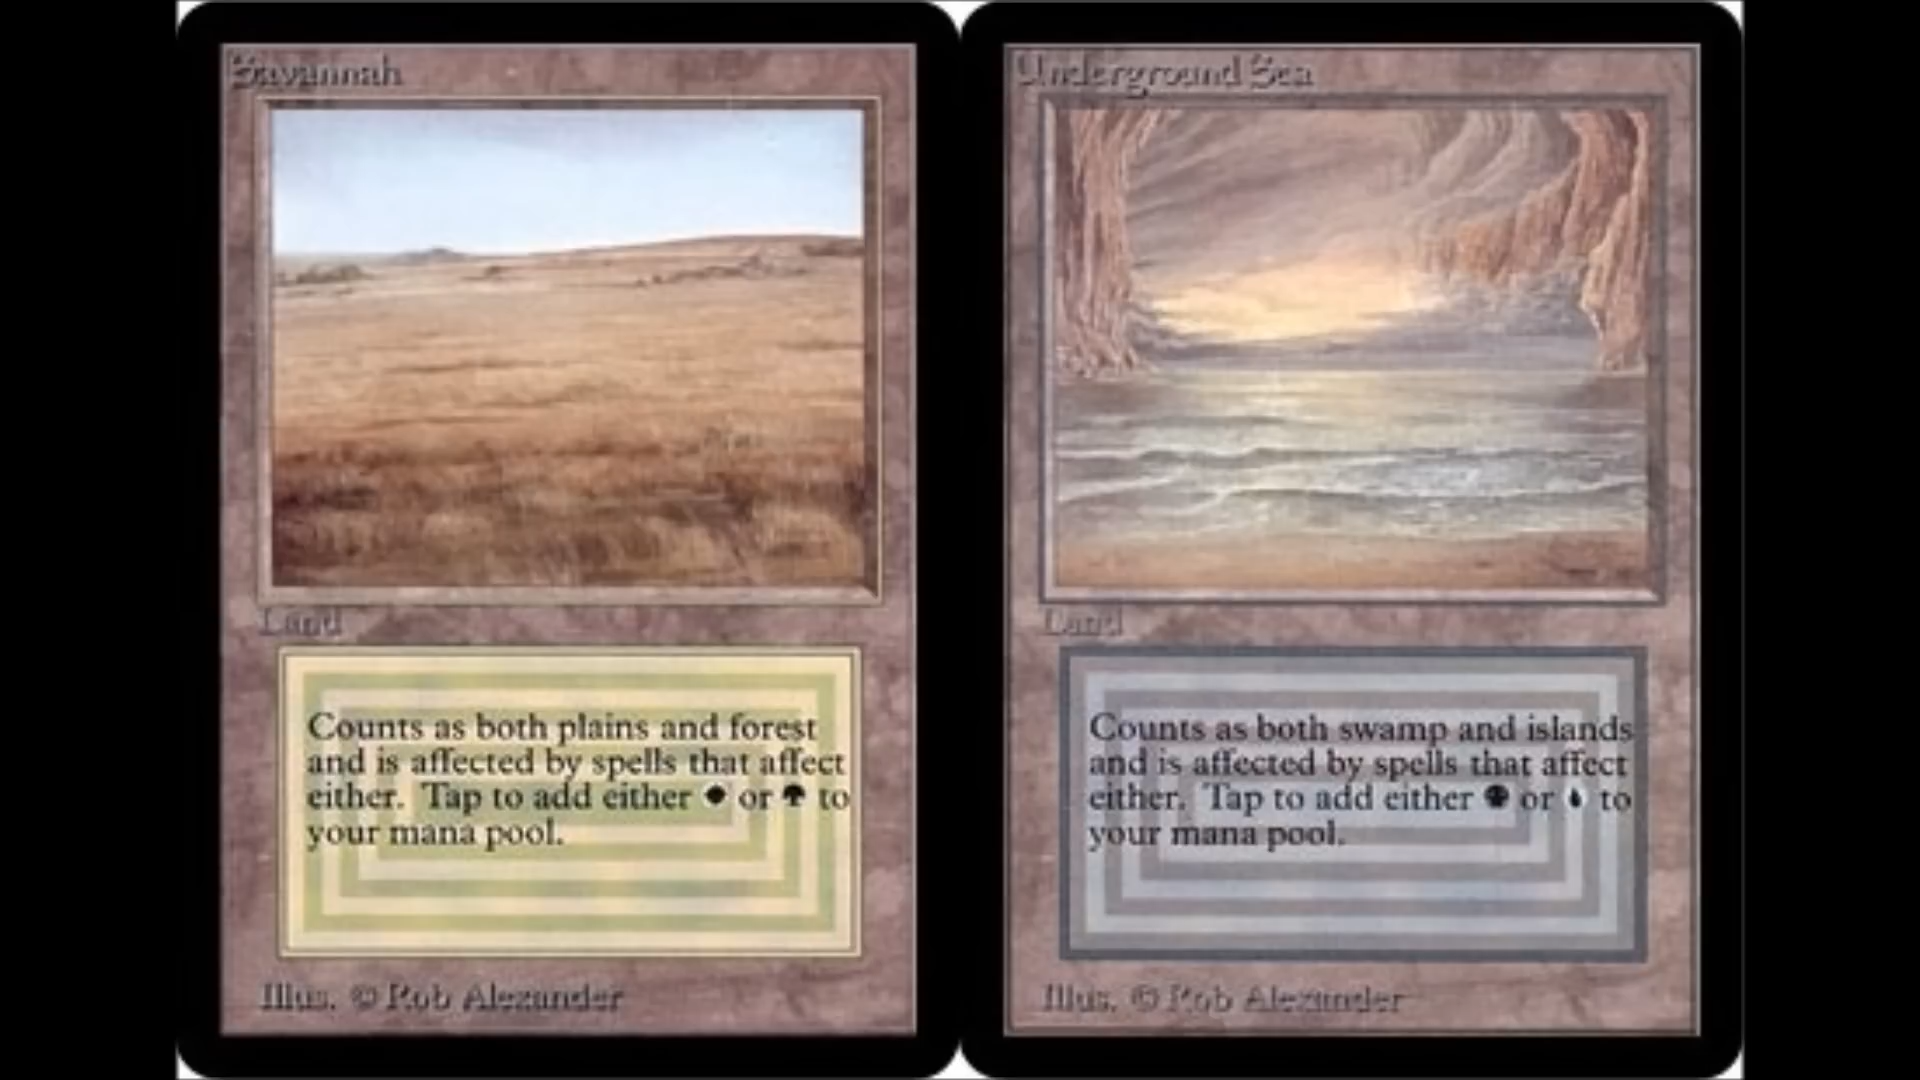 Savannah
Land
Counts as both plains and forest
and is affected by spells that affect
either. Tap to add either or to
your mana pool.
Illus. © Rob Alexander
Underground Sea
Land
Counts as both swamp and islands
and is affected by spells that affect
either. Tap to add either or to
your mana pool.
Illus. © Rob Alexander